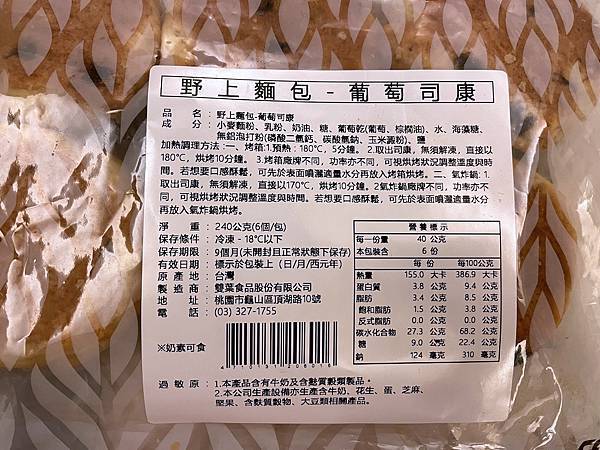 野上麵包-葡萄司康
品名：野上麵包-葡萄司康
成分：小麥麵粉、乳粉、奶油、糖、葡萄乾(葡萄、棕櫚油)、水、海藻糖、
無鋁泡打粉(磷酸二氫鈣、碳酸氫鈉、玉米澱粉)、鹽
加熱調理方法:一、烤箱:1.預熱:180℃，5分鐘。2.取出司康，無須解凍，直接以
180℃，烘烤10分鐘。3.烤箱廠牌不同，功率亦不同，可視烘烤狀況調整溫度與時
間。若想要口感酥鬆，可先於表面噴灑適量水分再放入烤箱烘烤。二、氣炸鍋:1.
取出司康，無須解凍，直接以170℃，烘烤10分鐘。2氣炸鍋廠牌不同，功率亦不
同，可視烘烤狀況調整溫度與時間。若想要口感酥鬆，可先於表面噴灑適量水分
再放入氣炸鍋烘烤。
淨重：240公克(6個/包)
保存條件：冷凍-18℃以下
保存期限：9個月(未開封且正常狀態下保存)
有效日期：標示於包裝上（日/月/西元年）
原產地：台灣
製造商：雙葉食品股份有限公司
地址：桃園市龜山區頂湖路10號
電話：(03) 327-1755
※奶素可食
營養標示
每一份量 40 公克
本包裝含 6 份
每份 每100公克
熱量 155.0 大卡 386.9 大卡
蛋白質 3.8 公克 9.4 公克
脂肪 3.4 公克 8.5 公克
飽和脂肪 1.5 公克 3.8 公克
反式脂肪 0.0 公克 0.0 公克
碳水化合物 27.3 公克 68.2 公克
糖 9.0 公克 22.4 公克
鈉 124 毫克 310 毫克
過敏原：1.本產品含有牛奶及含麩質穀類製品。
2.本公司生產設備亦生產含牛奶、花生、蛋、芝麻、
堅果、含麩質穀物、大豆類相關產品。